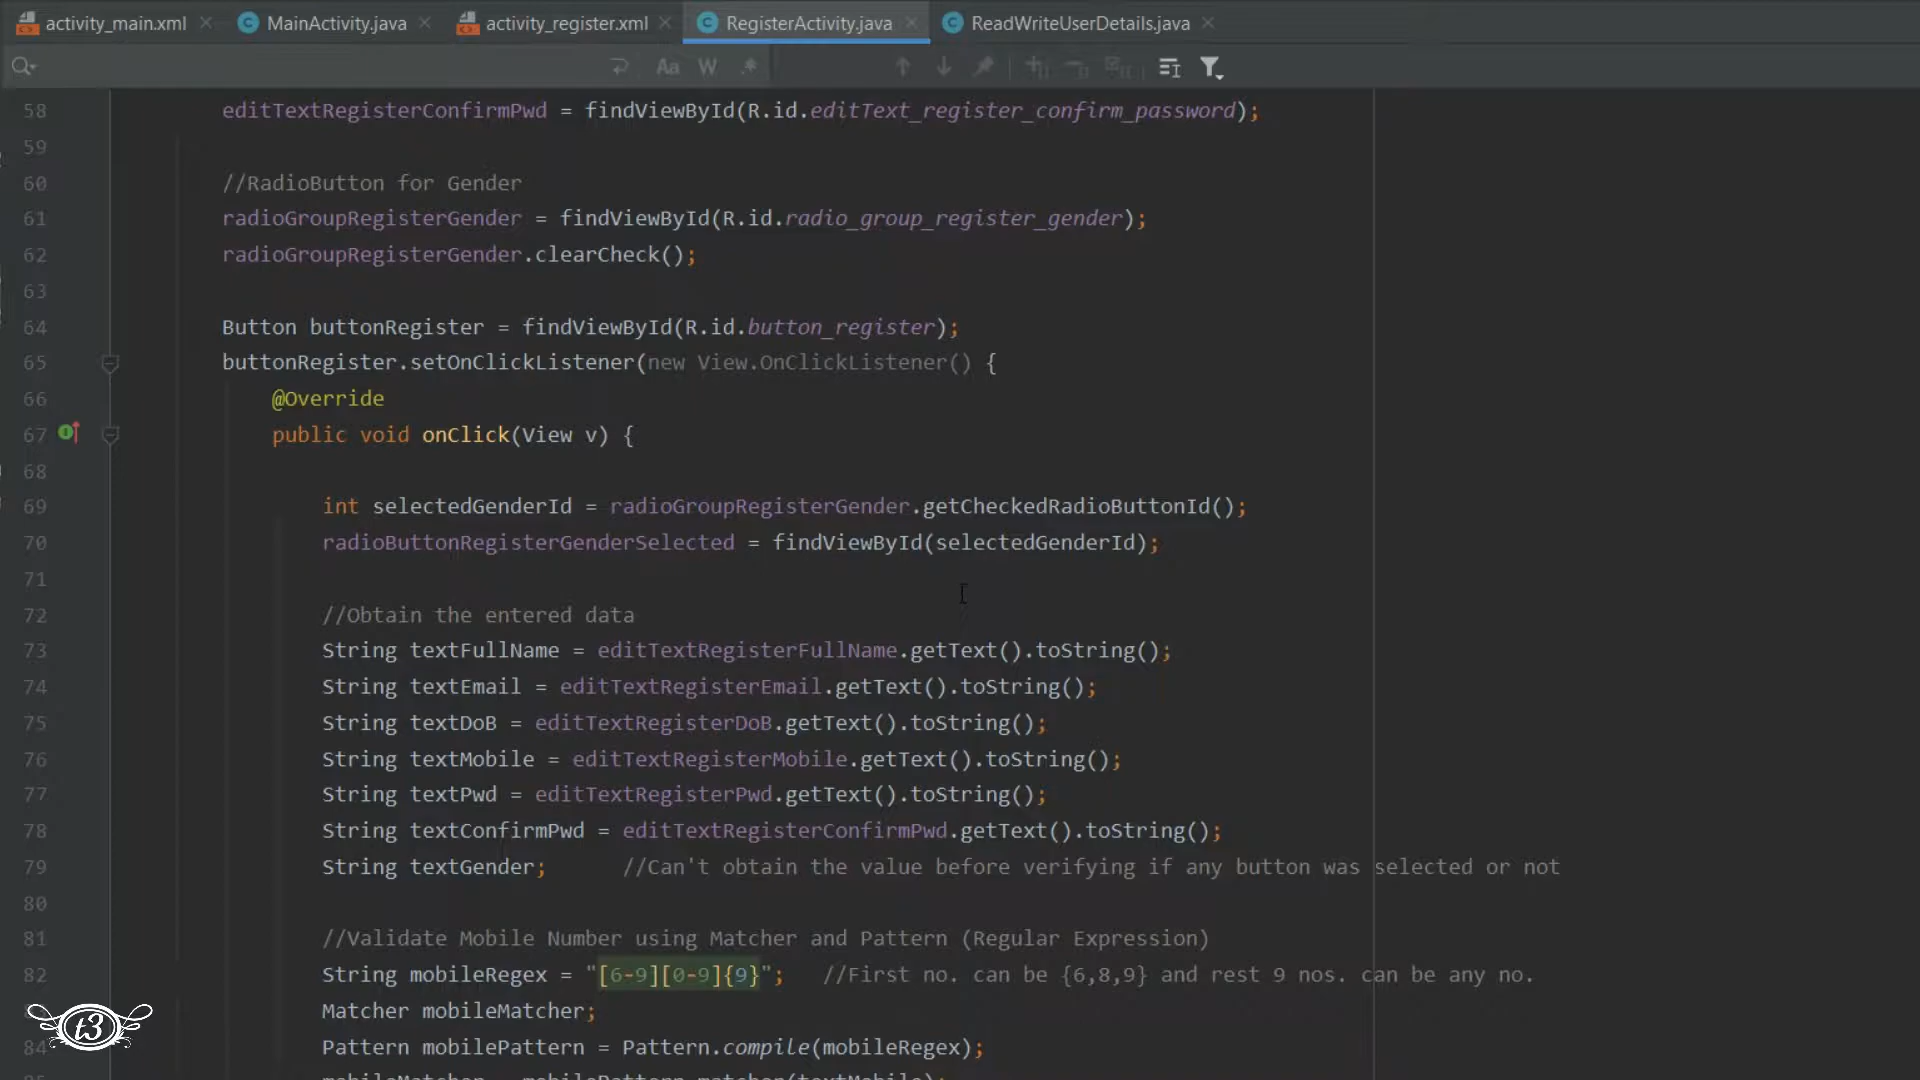 activity_main.xml MainActivity.java activity_register.xml RegisterActivity.java ReadWriteUserDetails.java
Aa W .*
58 editTextRegisterConfirmPwd = findViewById(R.id.editText_register_confirm_password);
59
60 //RadioButton for Gender
61 radioGroupRegisterGender = findViewById(R.id.radio_group_register_gender);
62 radioGroupRegisterGender.clearCheck();
63
64 Button buttonRegister = findViewById(R.id.button_register);
65 buttonRegister.setOnClickListener(new View.OnClickListener() {
66 @Override
67 public void onClick(View v) {
68
69 int selectedGenderId = radioGroupRegisterGender.getCheckedRadioButtonId();
70 radioButtonRegisterGenderSelected = findViewById(selectedGenderId);
71
72 //Obtain the entered data
73 String textFullName = editTextRegisterFullName.getText().toString();
74 String textEmail = editTextRegisterEmail.getText().toString();
75 String textDoB = editTextRegisterDoB.getText().toString();
76 String textMobile = editTextRegisterMobile.getText().toString();
77 String textPwd = editTextRegisterPwd.getText().toString();
78 String textConfirmPwd = editTextRegisterConfirmPwd.getText().toString();
79 String textGender; //Can't obtain the value before verifying if any button was selected or not
80
81 //Validate Mobile Number using Matcher and Pattern (Regular Expression)
82 String mobileRegex = "[6-9][0-9]{9}"; //First no. can be {6,8,9} and rest 9 nos. can be any no.
Matcher mobileMatcher;
84 Pattern mobilePattern = Pattern.compile(mobileRegex);
t3